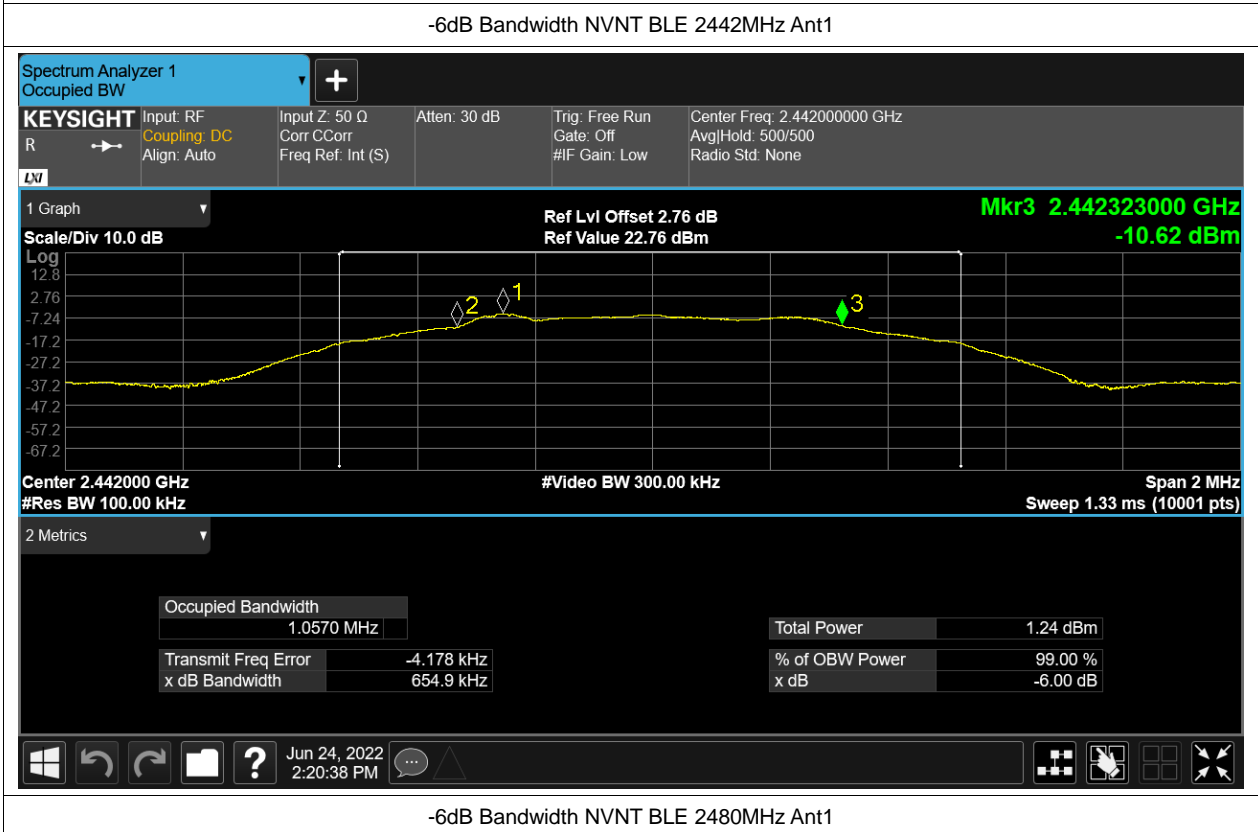 -6dB Bandwidth NVNT BLE 2442MHz Ant1
Spectrum Analyzer 1
Occupied BW
KEYSIGHT
R
LXI
Input: RF
Coupling: DC
Align: Auto
Input Z: 50 Ω
Corr CCorr
Freq Ref: Int (S)
Atten: 30 dB
Trig: Free Run
Gate: Off
#IF Gain: Low
Center Freq: 2.442000000 GHz
Avg|Hold: 500/500
Radio Std: None
1 Graph
Scale/Div 10.0 dB
Ref Lvl Offset 2.76 dB
Ref Value 22.76 dBm
Mkr3 2.442323000 GHz
-10.62 dBm
Log
12.8
2.76
-7.24
-17.2
-27.2
-37.2
-47.2
-57.2
-67.2
2
1
3
Center 2.442000 GHz
#Video BW 300.00 kHz
Span 2 MHz
#Res BW 100.00 kHz
Sweep 1.33 ms (10001 pts)
2 Metrics
Occupied Bandwidth
1.0570 MHz
Total Power 1.24 dBm
Transmit Freq Error -4.178 kHz
% of OBW Power 99.00 %
x dB Bandwidth 654.9 kHz
x dB -6.00 dB
?
Jun 24, 2022
2:20:38 PM
-6dB Bandwidth NVNT BLE 2480MHz Ant1